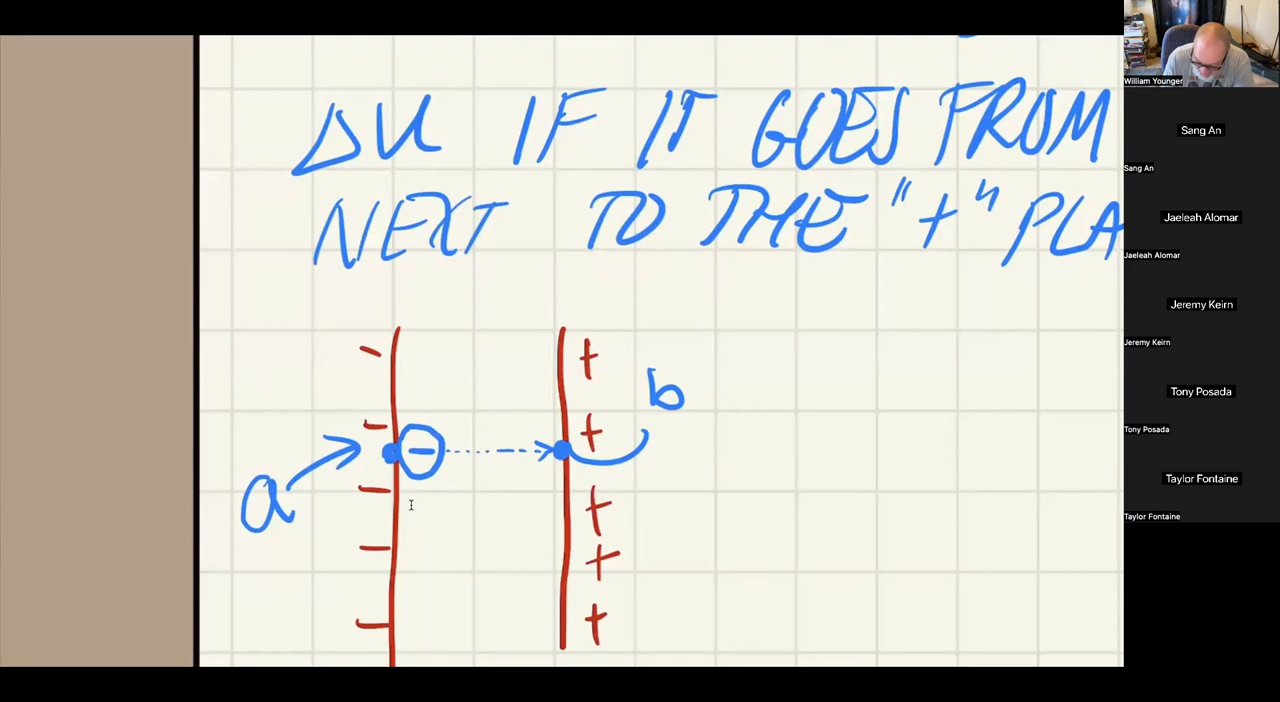 ΔU IF IT GOES FROM
NEXT TO THE "+" PLA
- + b
- +
a -
- +
- +
- +
William Younger
Sang An
Sang An
Jaeleah Alomar
Jaeleah Alomar
Jeremy Keirn
Jeremy Keirn
Tony Posada
Tony Posada
Taylor Fontaine
Taylor Fontaine